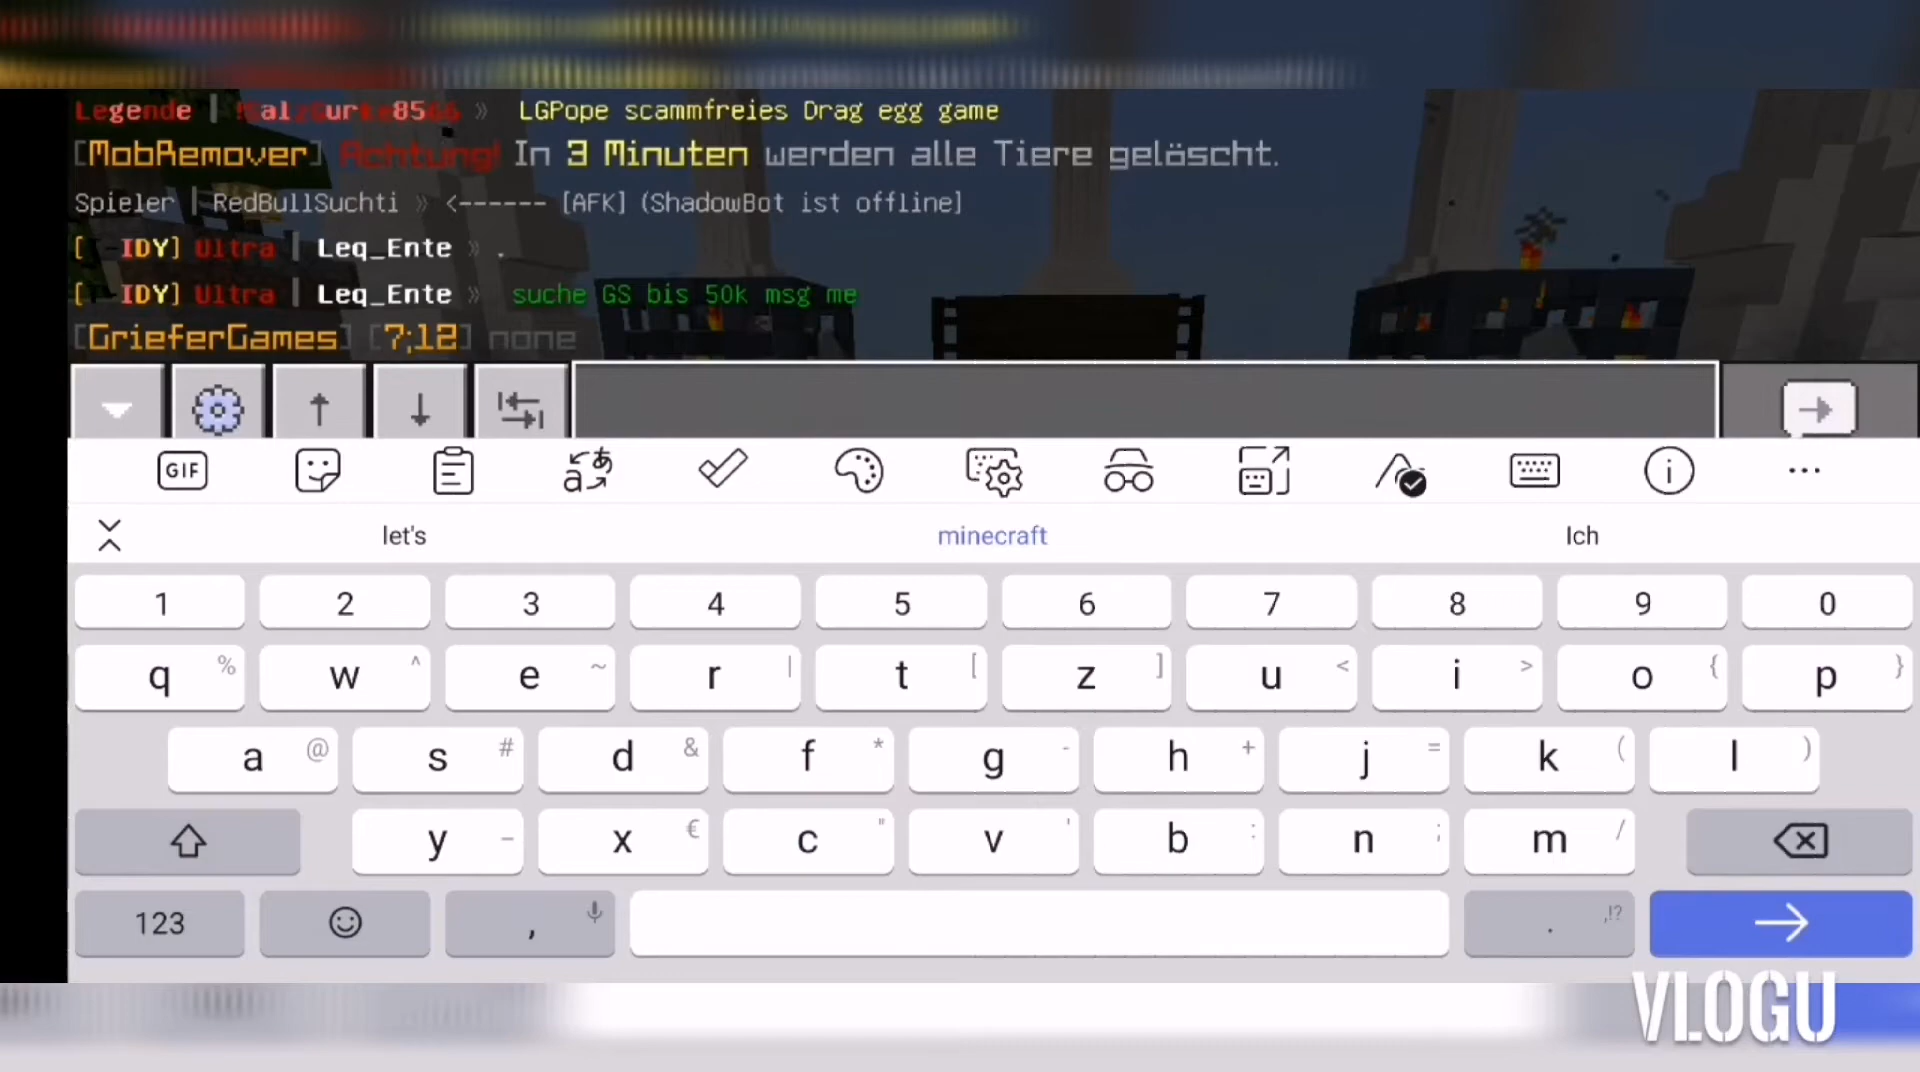 Legende | »  LGPope scammfreies Drag egg game
[MobRemover] Achtung! In 3 Minuten werden alle Tiere gelöscht.
Spieler | RedBullSuchti » <------ [AFK] (ShadowBot ist offline]
IDY] Ultra | Leq_Ente » .
IDY] Ultra | Leq_Ente » suche GS bis 50k msg me
[GrieferGames] [7;12] none
GIF
let's minecraft Ich
1 2 3 4 5 6 7 8 9 0
q % w ^ e ~ r | t [ z ] u < i > o { p }
a @ s # d & f * g - h + j = k ( l )
y _ x € c " v ' b : n ; m /
123 , . ,!?
VLOGU